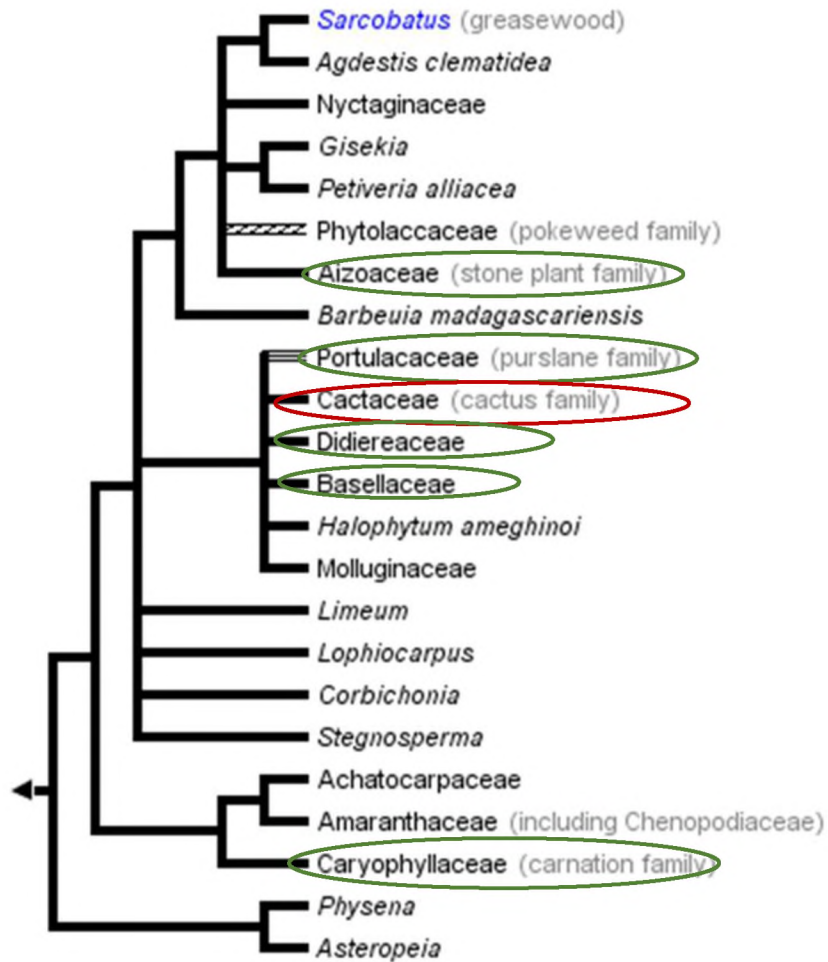 Sarcobatus (greasewood)
Agdestis clematidea
Nyctaginaceae
Gisekia
Petiveria alliacea
Phytolaccaceae (pokeweed family)
Aizoaceae (stone plant family)
Barbeuia madagascariensis
Portulacaceae (purslane family)
Cactaceae (cactus family)
Didiereaceae
Basellaceae
Halophytum ameghinoi
Molluginaceae
Limeum
Lophiocarpus
Corbichonia
Stegnosperma
Achatocarpaceae
Amaranthaceae (including Chenopodiaceae)
Caryophyllaceae (carnation family)
Physena
Asteropeia